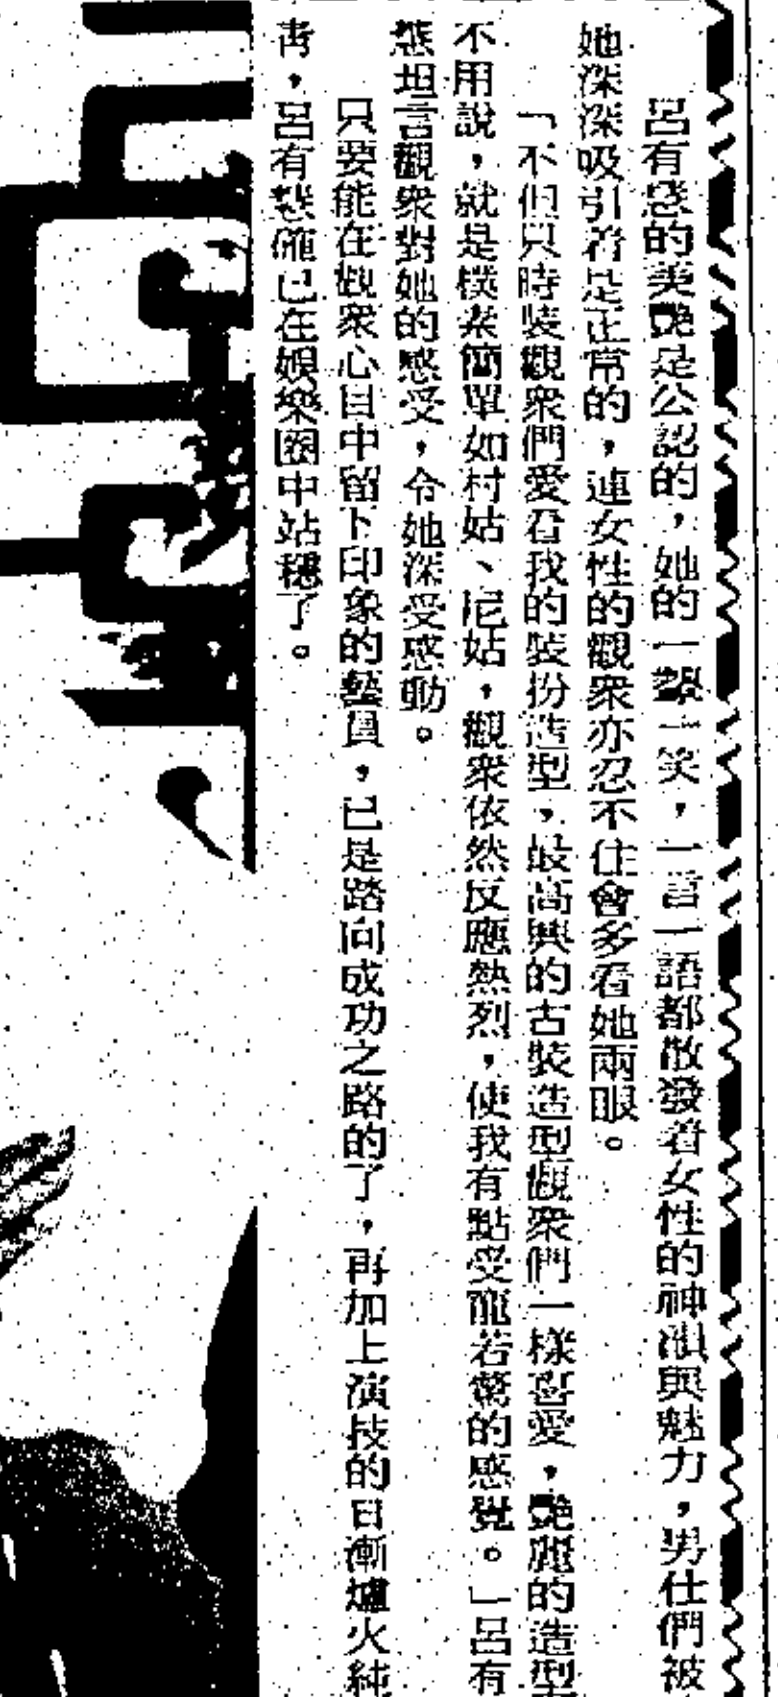 呂有慧的美艷是公認的，她的一顰一笑，一言一語都散發着女性的神韻與魅力，男仕們被
她深深吸引着是正常的，連女性的觀衆亦忍不住會多看她兩眼。
「不但只時裝觀衆們愛看我的裝扮造型，最高興的古裝造型觀衆們一樣喜愛，艷麗的造型
不用說，就是樸素簡單如村姑、尼姑，觀衆依然反應熱烈，使我有點受寵若驚的感覺。」呂有
慧坦言觀衆對她的感受，令她深受感動。
只要能在觀衆心目中留下印象的藝員，已是踏向成功之路的了，再加上演技的日漸爐火純
靑，呂有慧確已在娛樂圈中站穩了。